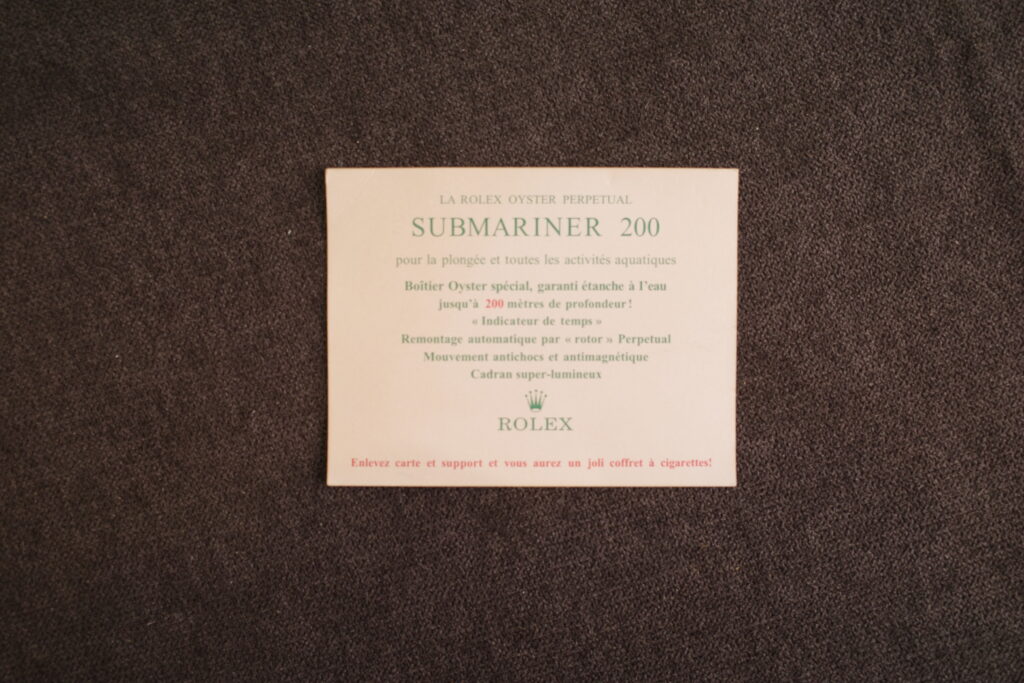 LA ROLEX OYSTER PERPETUAL
SUBMARINER 200
pour la plongée et toutes les activités aquatiques
Boîtier Oyster spécial, garanti étanche à l'eau
jusqu'à 200 mètres de profondeur!
« Indicateur de temps »
Remontage automatique par « rotor » Perpetual
Mouvement antichocs et antimagnétique
Cadran super-lumineux
ROLEX
Enlevez carte et support et vous aurez un joli coffret à cigarettes!